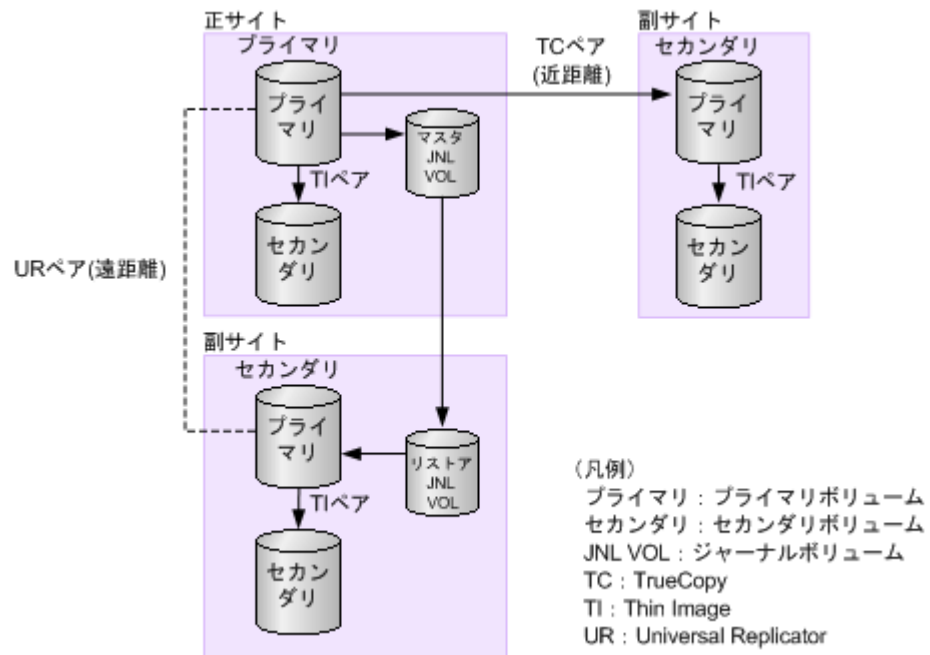 正サイト
プライマリ
プライ
マリ
マスタ
JNL
VOL
TIペア
セカン
ダリ
TCペア
(近距離)
副サイト
セカンダリ
プライ
マリ
TIペア
セカン
ダリ
URペア(遠距離)
副サイト
セカンダリ
プライ
マリ
リストア
JNL
VOL
TIペア
セカン
ダリ
（凡例）
プライマリ：プライマリボリューム
セカンダリ：セカンダリボリューム
JNL VOL：ジャーナルボリューム
TC：TrueCopy
TI：Thin Image
UR：Universal Replicator